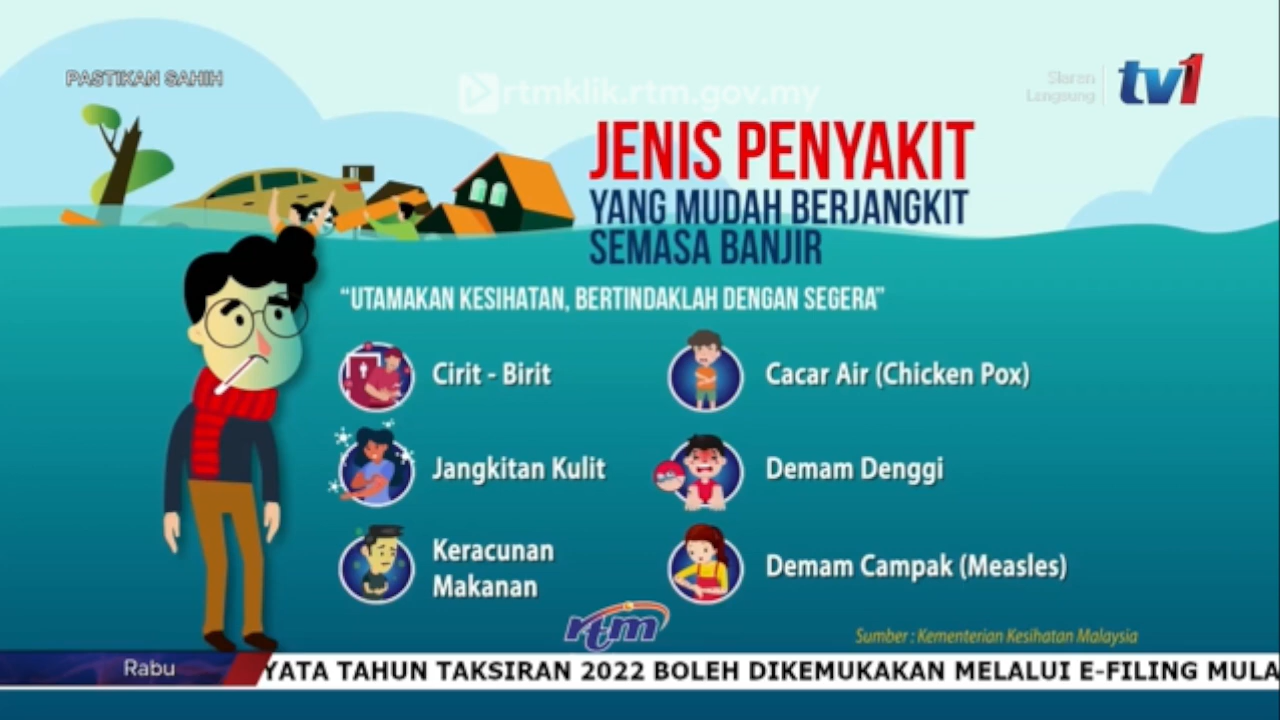 PASTIKAN SAHIH
rtmklik.rtm.gov.my
Siaran
Langsung
tv1
JENIS PENYAKIT
YANG MUDAH BERJANGKIT
SEMASA BANJIR
“UTAMAKAN KESIHATAN, BERTINDAKLAH DENGAN SEGERA”
Cirit - Birit
Cacar Air (Chicken Pox)
Jangkitan Kulit
Demam Denggi
Keracunan
Makanan
Demam Campak (Measles)
rtm
Sumber : Kementerian Kesihatan Malaysia
Rabu
YATA TAHUN TAKSIRAN 2022 BOLEH DIKEMUKAKAN MELALUI E-FILING MULA